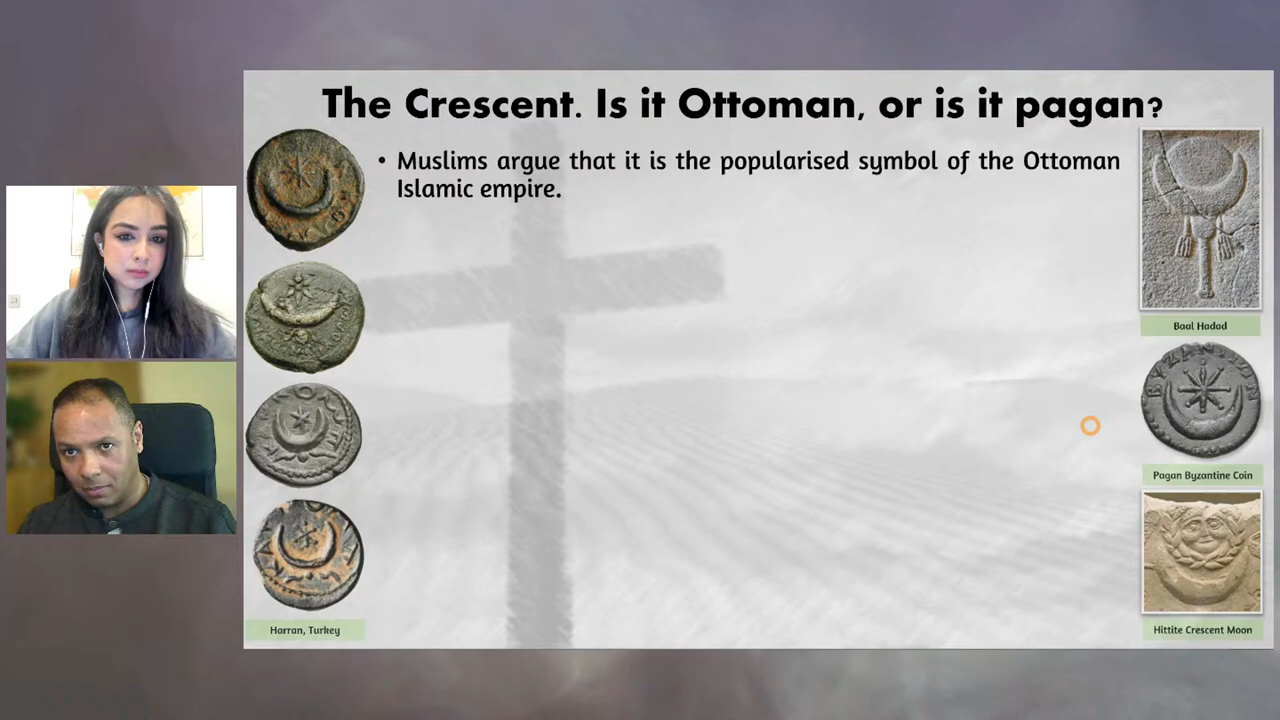 The Crescent. Is it Ottoman, or is it pagan?
• Muslims argue that it is the popularised symbol of the Ottoman
Islamic empire.
Baal Hadad
BYZANTION
Pagan Byzantine Coin
Harran, Turkey
Hittite Crescent Moon